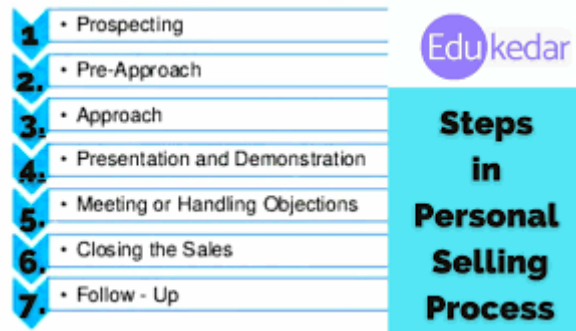 1 • Prospecting
2. • Pre-Approach
3. • Approach
4. • Presentation and Demonstration
5. • Meeting or Handling Objections
6. • Closing the Sales
7. • Follow - Up
Edukedar
Steps
in
Personal
Selling
Process